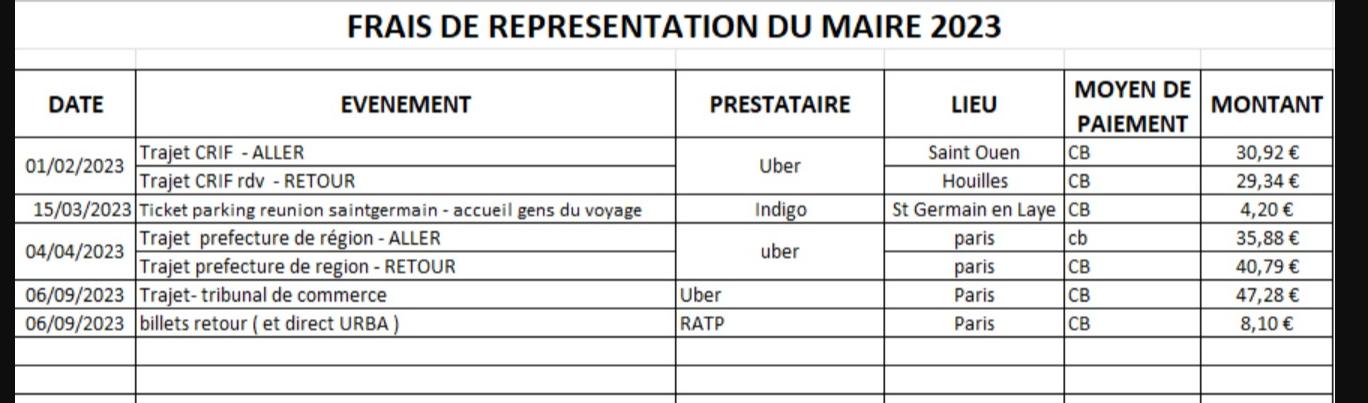 FRAIS DE REPRESENTATION DU MAIRE 2023
DATE EVENEMENT PRESTATAIRE LIEU MOYEN DE PAIEMENT MONTANT
01/02/2023 Trajet CRIF - ALLER Uber Saint Ouen CB 30,92 €
Trajet CRIF rdv - RETOUR Houilles CB 29,34 €
15/03/2023 Ticket parking reunion saintgermain - accueil gens du voyage Indigo St Germain en Laye CB 4,20 €
04/04/2023 Trajet prefecture de région - ALLER uber paris cb 35,88 €
Trajet prefecture de region - RETOUR paris CB 40,79 €
06/09/2023 Trajet- tribunal de commerce Uber Paris CB 47,28 €
06/09/2023 billets retour ( et direct URBA ) RATP Paris CB 8,10 €